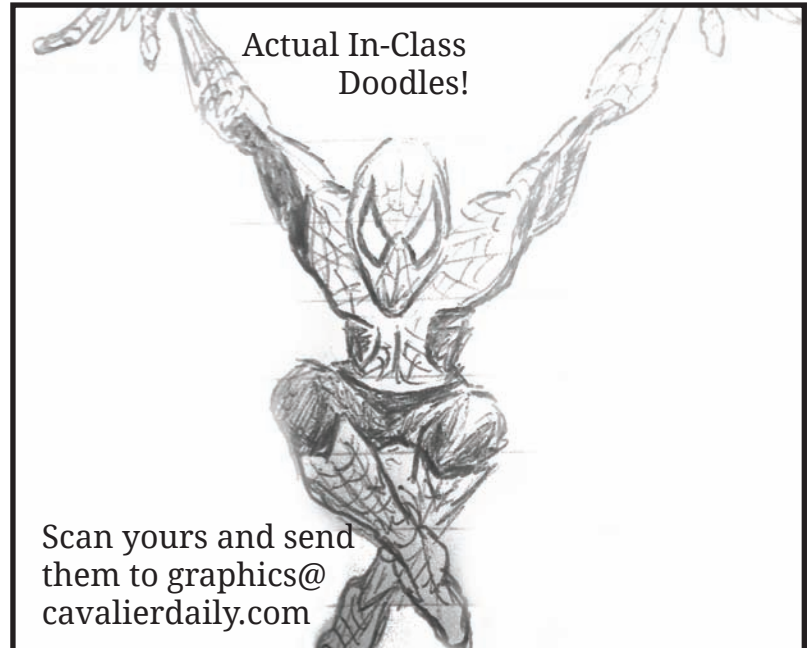 Actual In-Class
Doodles!
Scan yours and send
them to graphics@
cavalierdaily.com